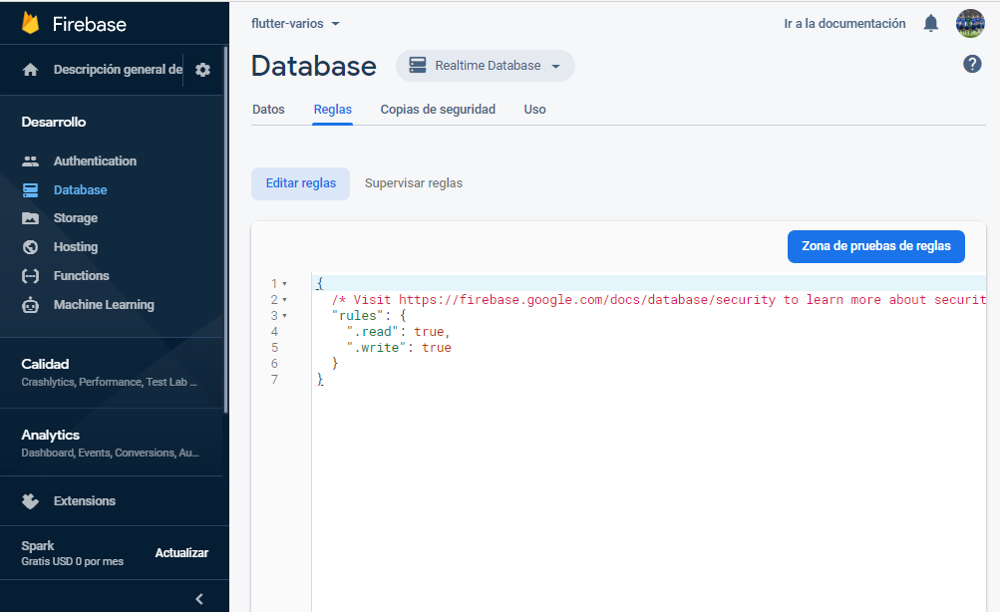 Firebase
Descripción general de
Desarrollo
Authentication
Database
Storage
Hosting
Functions
Machine Learning
Calidad
Crashlytics, Performance, Test Lab ...
Analytics
Dashboard, Events, Conversions, Au...
Extensions
Spark
Gratis USD 0 por mes
Actualizar
flutter-varios
Ir a la documentación
Database
Realtime Database
Datos
Reglas
Copias de seguridad
Uso
Editar reglas
Supervisar reglas
Zona de pruebas de reglas
1 {
2 /* Visit https://firebase.google.com/docs/database/security to learn more about securit
3 "rules": {
4 ".read": true,
5 ".write": true
6 }
7 }